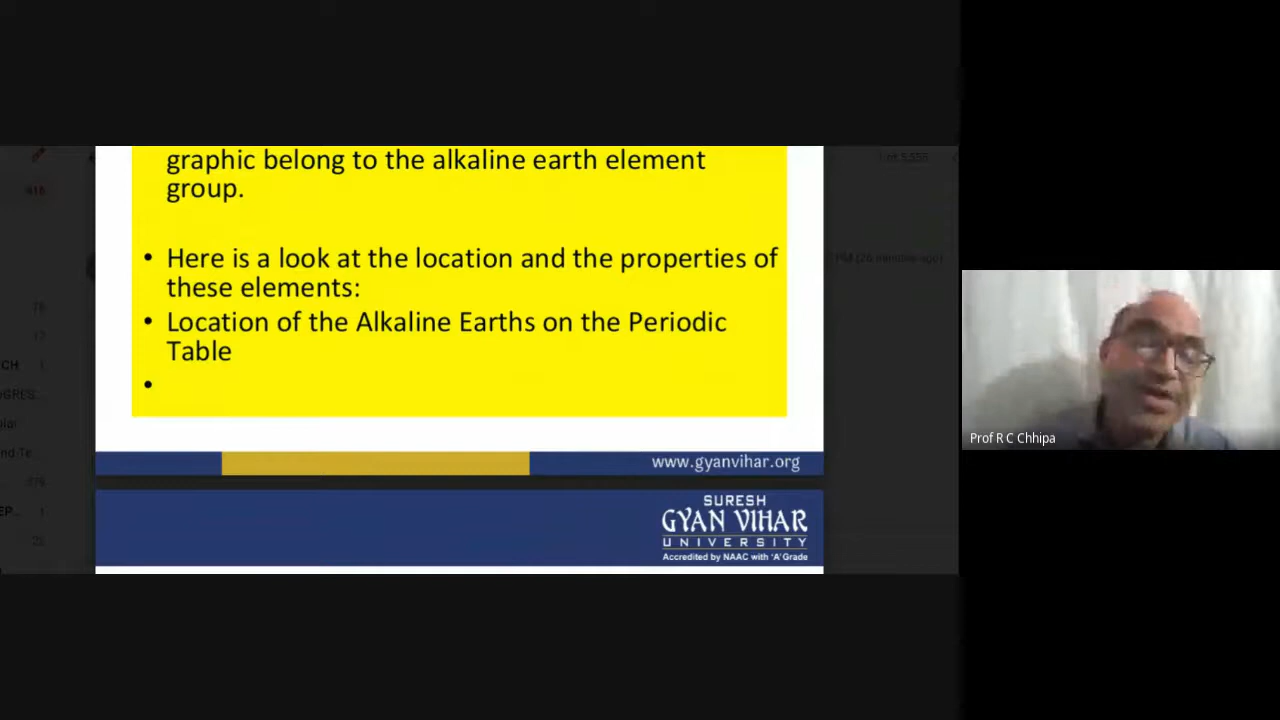 graphic belong to the alkaline earth element
group.
• Here is a look at the location and the properties of
these elements:
• Location of the Alkaline Earths on the Periodic
Table
•
www.gyanvihar.org
SURESH
GYAN VIHAR
UNIVERSITY
Accredited by NAAC with 'A' Grade
Prof R C Chhipa